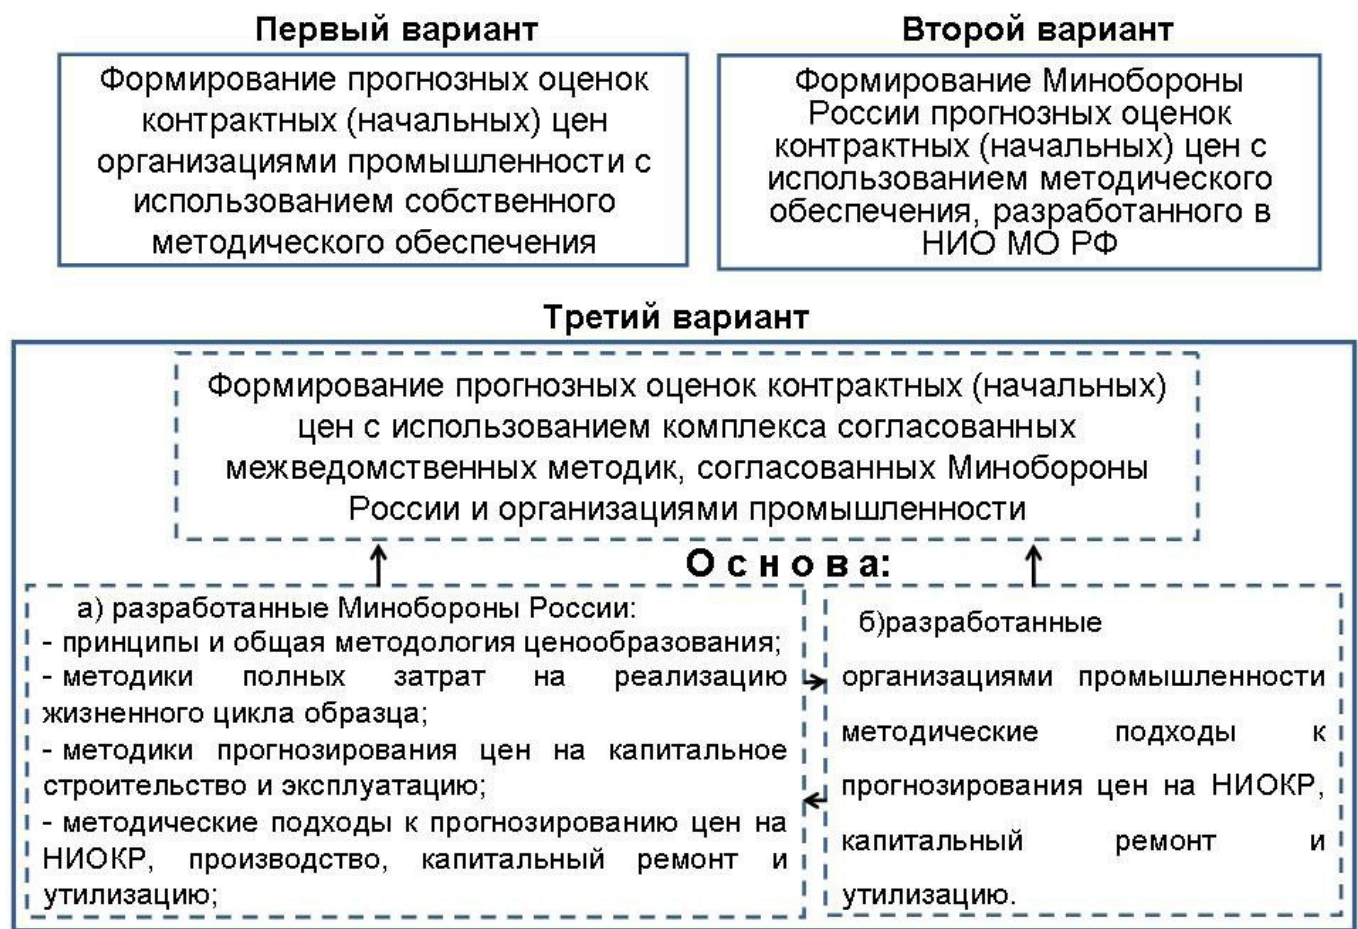 Первый вариант
Формирование прогнозных оценок
контрактных (начальных) цен
организациями промышленности с
использованием собственного
методического обеспечения
Второй вариант
Формирование Минобороны
России прогнозных оценок
контрактных (начальных) цен с
использованием методического
обеспечения, разработанного в
НИО МО РФ
Третий вариант
Формирование прогнозных оценок контрактных (начальных)
цен с использованием комплекса согласованных
межведомственных методик, согласованных Минобороны
России и организациями промышленности
О с н о в а:
а) разработанные Минобороны России:
- принципы и общая методология ценообразования;
- методики полных затрат на реализацию
жизненного цикла образца;
- методики прогнозирования цен на капитальное
строительство и эксплуатацию;
- методические подходы к прогнозированию цен на
НИОКР, производство, капитальный ремонт и
утилизацию;
б)разработанные
организациями промышленности
методические подходы к
прогнозирования цен на НИОКР,
капитальный ремонт и
утилизацию.